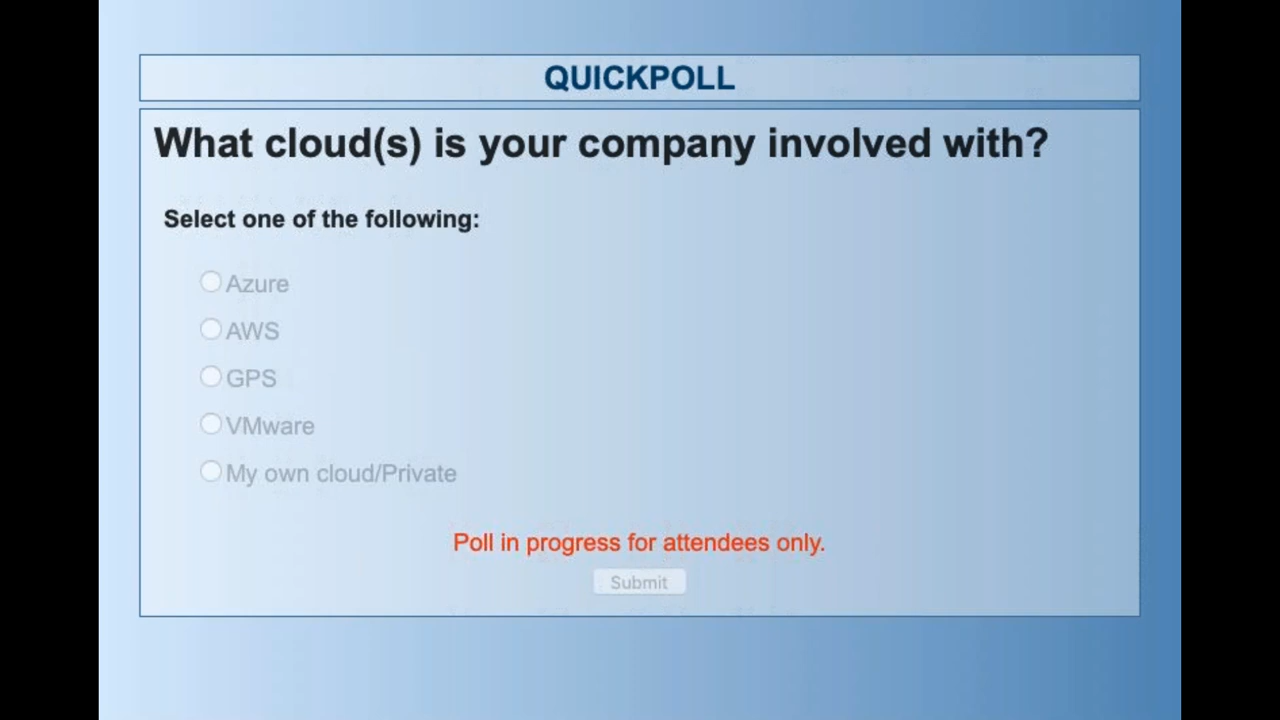 QUICKPOLL
What cloud(s) is your company involved with?
Select one of the following:
Azure
AWS
GPS
VMware
My own cloud/Private
Poll in progress for attendees only.
Submit